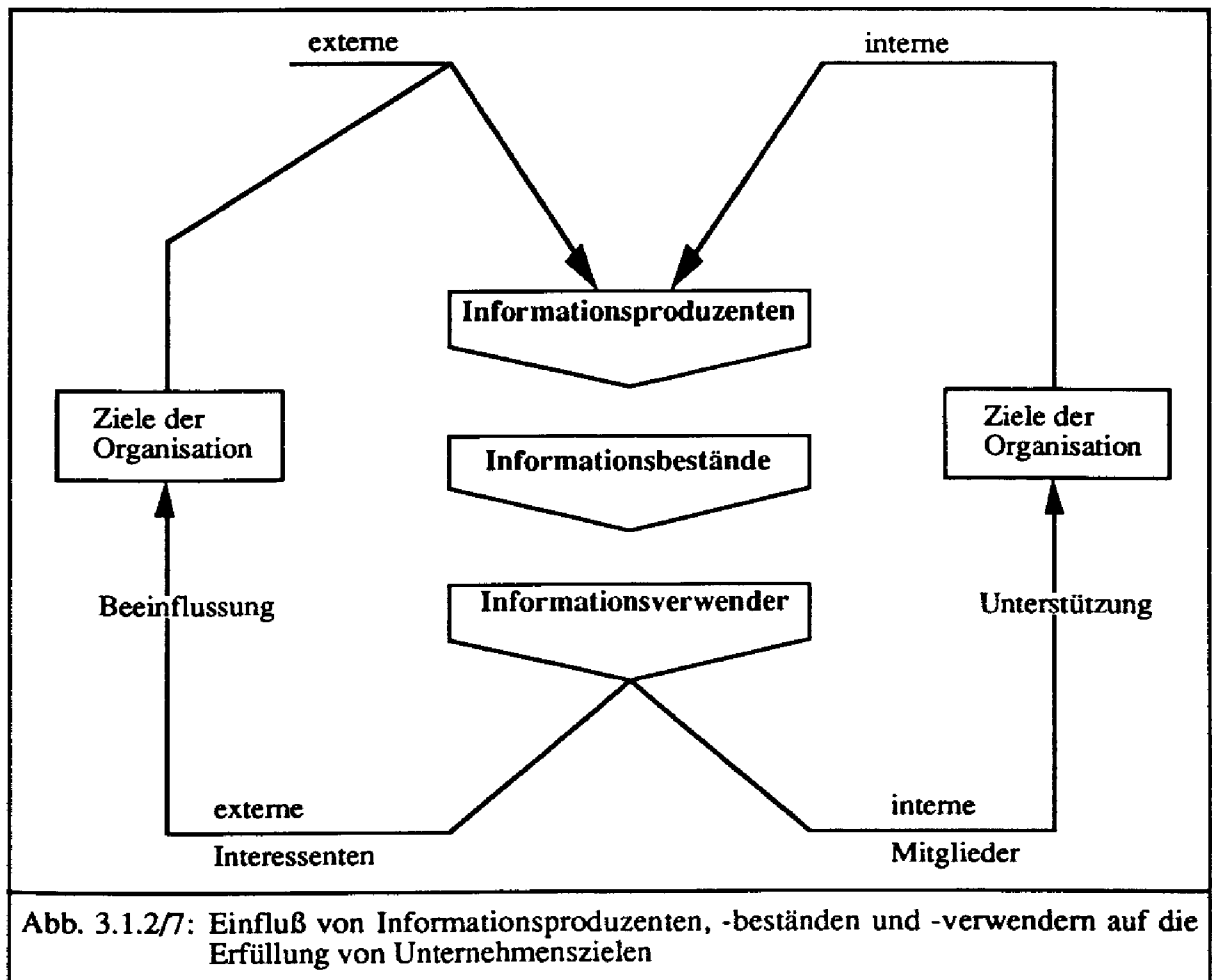 externe
interne
Informationsproduzenten
Ziele der
Organisation
Ziele der
Organisation
Informationsbestände
Beeinflussung
Informationsverwender
Unterstützung
externe
Interessenten
interne
Mitglieder
Abb. 3.1.2/7: Einfluß von Informationsproduzenten, -beständen und -verwendern auf die
Erfüllung von Unternehmenszielen